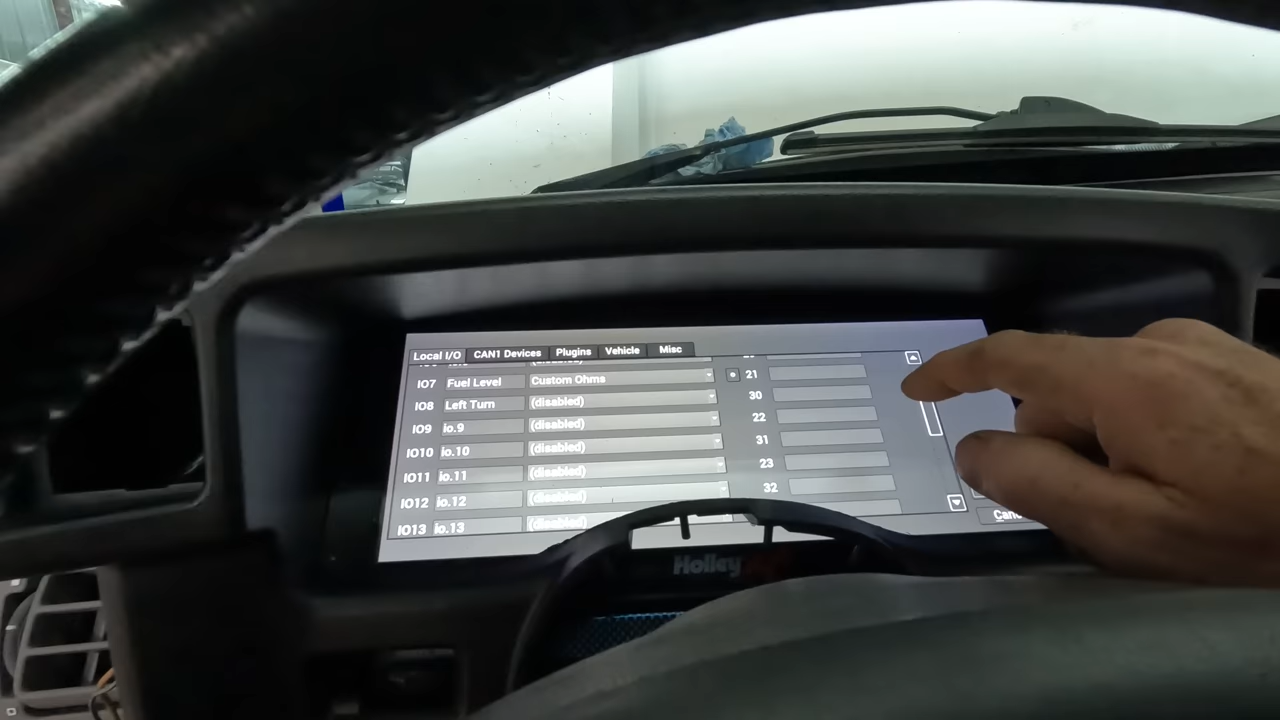 Local I/O CAN1 Devices Plugins Vehicle Misc
IO7 Fuel Level Custom Ohms 21
IO8 Left Turn (disabled) 30
IO9 io.9 (disabled) 22
IO10 io.10 (disabled) 31
IO11 io.11 (disabled) 23
IO12 io.12 (disabled) 32
IO13 io.13 (disabled)
Holley